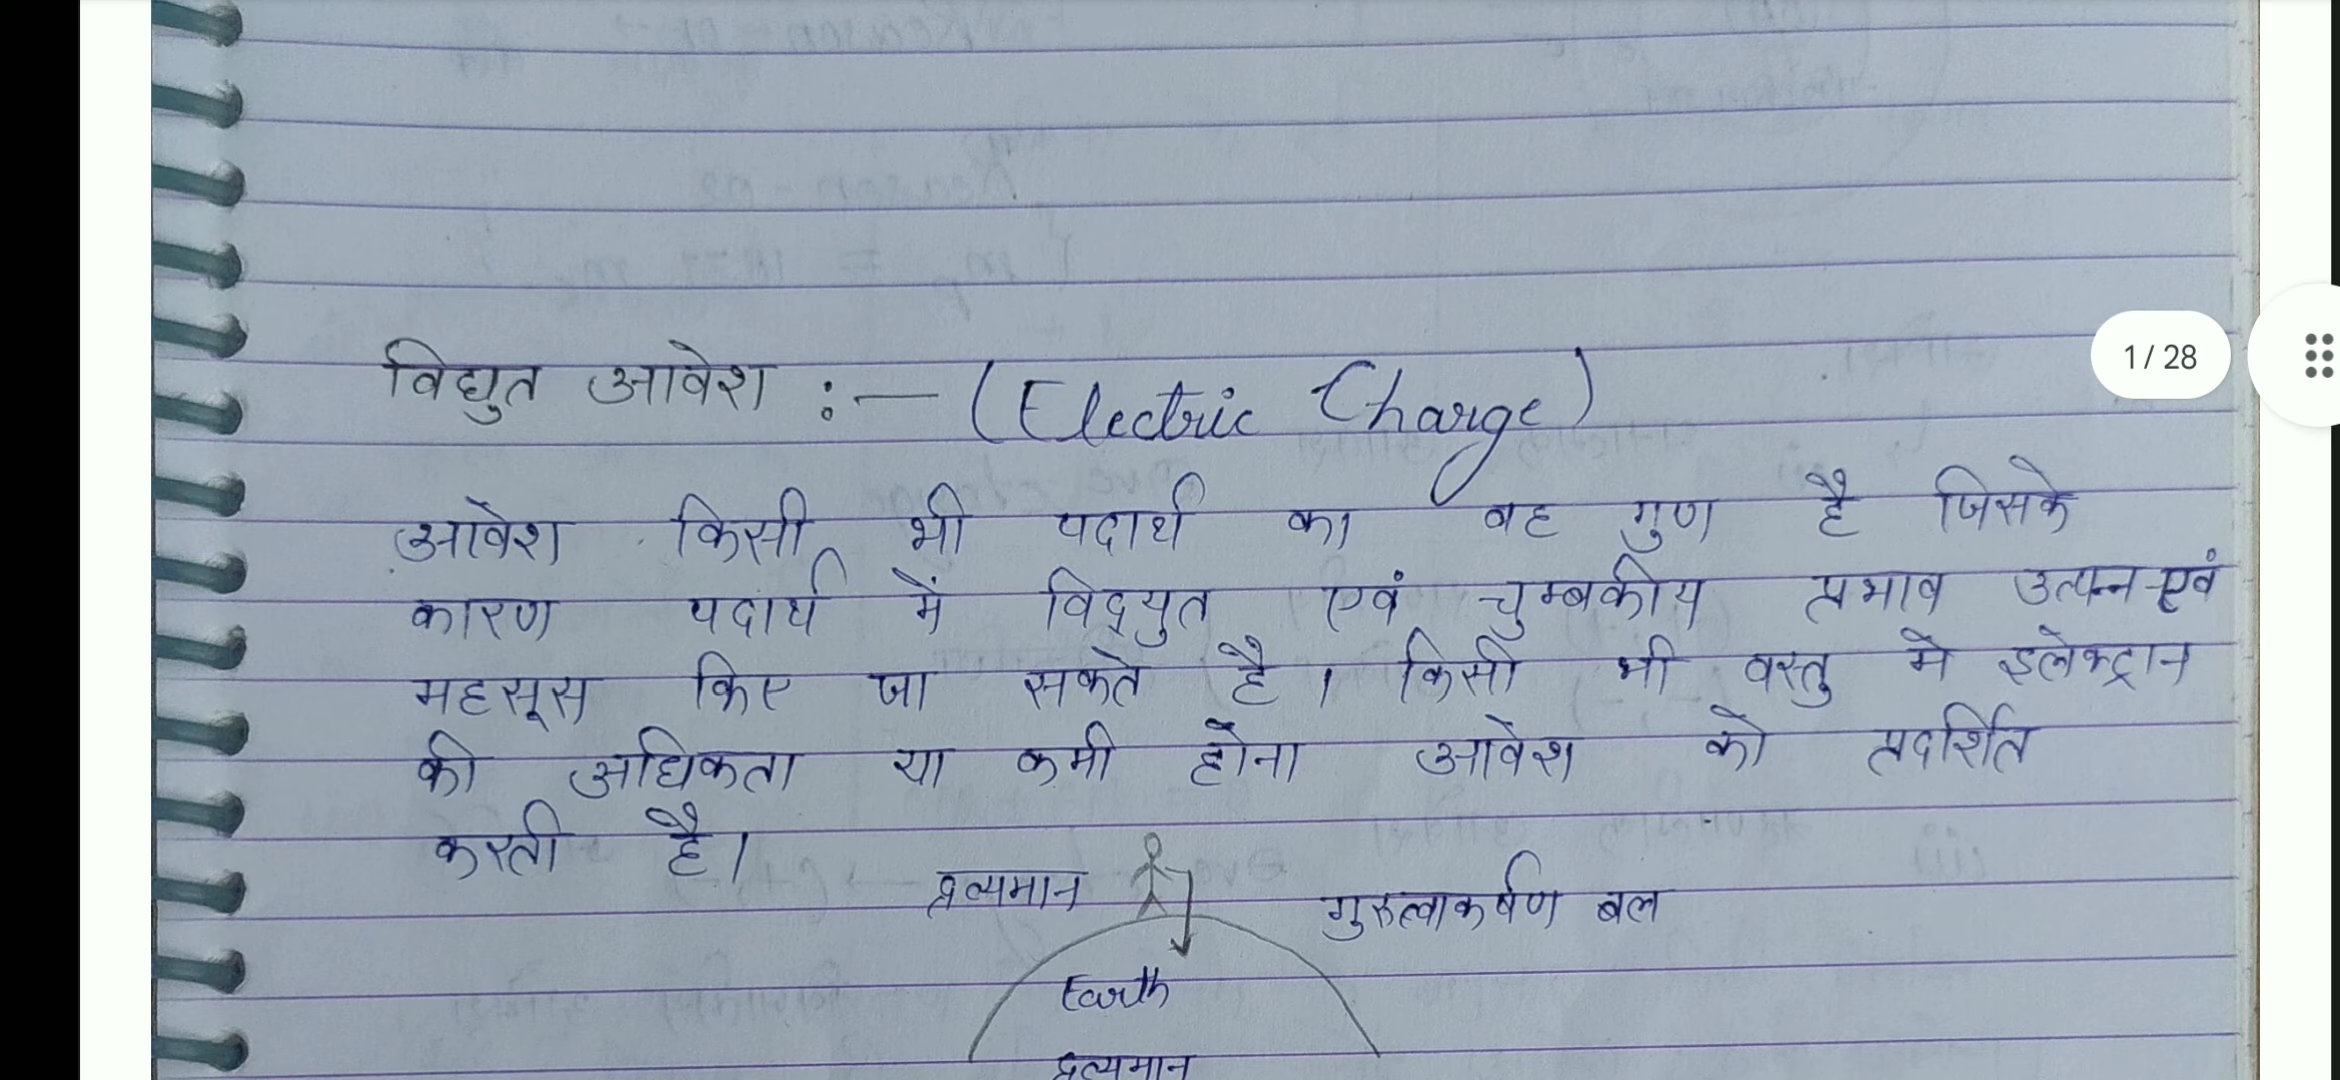 विद्युत आवेश :— (Electric Charge)
1 / 28
आवेश किसी भी पदार्थ का वह गुण है जिसके
कारण पदार्थ में विद्युत एवं चुम्बकीय प्रभाव उत्पन्न एवं
महसूस किए जा सकते है। किसी भी वस्तु मे इलेक्ट्रान
की अधिकता या कमी होना आवेश को प्रदर्शित
करती है।
द्रव्यमान गुरुत्वाकर्षण बल
Earth
द्रव्यमान